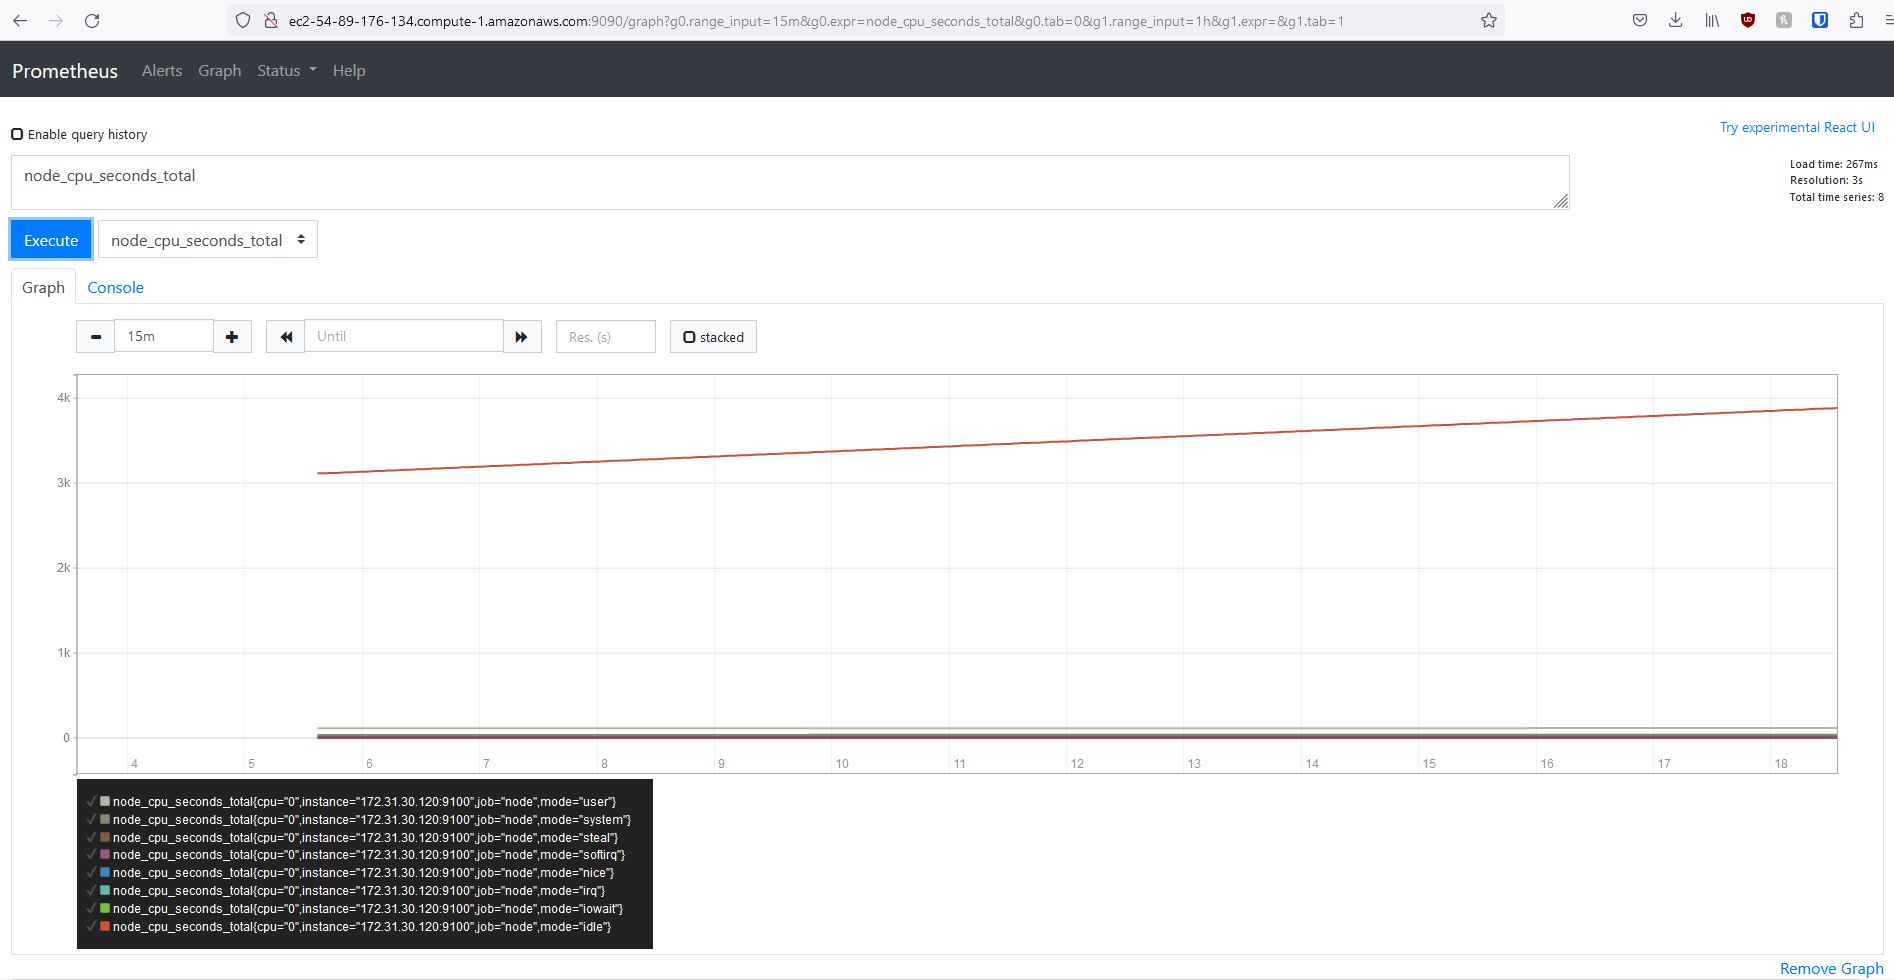 ec2-54-89-176-134.compute-1.amazonaws.com:9090/graph?g0.range_input=15m&g0.expr=node_cpu_seconds_total&g0.tab=0&g1.range_input=1h&g1.expr=&g1.tab=1
Prometheus Alerts Graph Status Help
Enable query history
Try experimental React UI
node_cpu_seconds_total
Load time: 267ms
Resolution: 3s
Total time series: 8
Execute node_cpu_seconds_total
Graph Console
15m Until Res. (s) stacked
4k
3k
2k
1k
0
4 5 6 7 8 9 10 11 12 13 14 15 16 17 18
node_cpu_seconds_total{cpu="0",instance="172.31.30.120:9100",job="node",mode="user"}
node_cpu_seconds_total{cpu="0",instance="172.31.30.120:9100",job="node",mode="system"}
node_cpu_seconds_total{cpu="0",instance="172.31.30.120:9100",job="node",mode="steal"}
node_cpu_seconds_total{cpu="0",instance="172.31.30.120:9100",job="node",mode="softirq"}
node_cpu_seconds_total{cpu="0",instance="172.31.30.120:9100",job="node",mode="nice"}
node_cpu_seconds_total{cpu="0",instance="172.31.30.120:9100",job="node",mode="irq"}
node_cpu_seconds_total{cpu="0",instance="172.31.30.120:9100",job="node",mode="iowait"}
node_cpu_seconds_total{cpu="0",instance="172.31.30.120:9100",job="node",mode="idle"}
Remove Graph